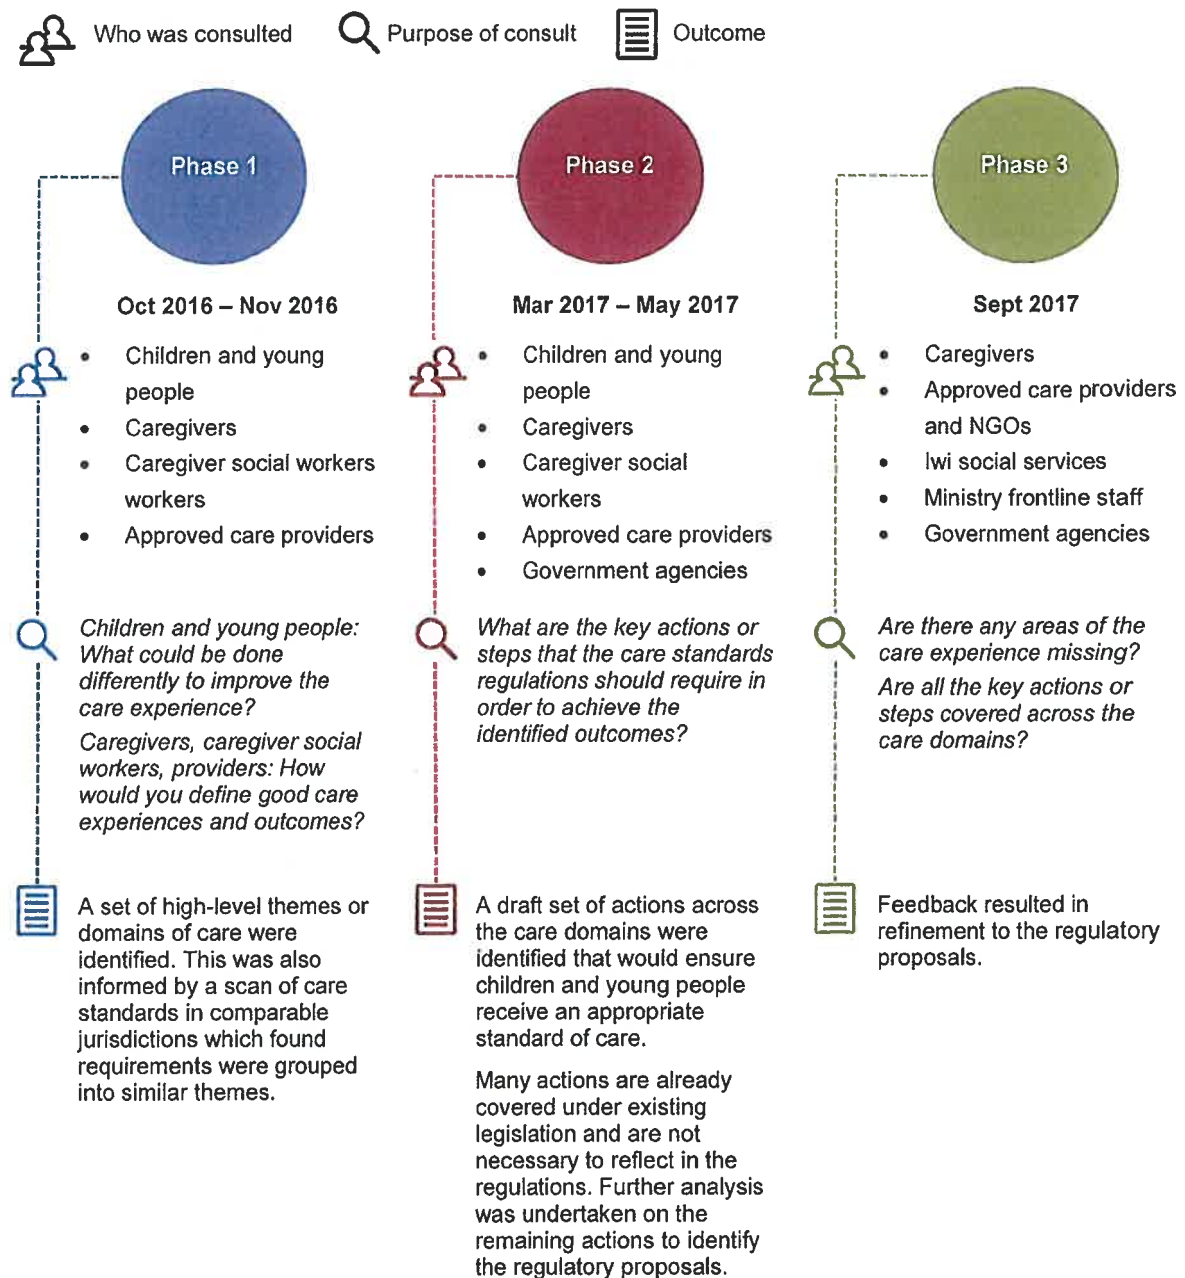 Who was consulted
Purpose of consult
Outcome
Phase 1
Oct 2016 – Nov 2016
• Children and young
people
• Caregivers
• Caregiver social workers
workers
• Approved care providers
Children and young people:
What could be done
differently to improve the
care experience?
Caregivers, caregiver social
workers, providers: How
would you define good care
experiences and outcomes?
A set of high-level themes or
domains of care were
identified. This was also
informed by a scan of care
standards in comparable
jurisdictions which found
requirements were grouped
into similar themes.
Phase 2
Mar 2017 – May 2017
• Children and young
people
• Caregivers
• Caregiver social
workers
• Approved care providers
• Government agencies
What are the key actions or
steps that the care standards
regulations should require in
order to achieve the
identified outcomes?
A draft set of actions across
the care domains were
identified that would ensure
children and young people
receive an appropriate
standard of care.
Many actions are already
covered under existing
legislation and are not
necessary to reflect in the
regulations. Further analysis
was undertaken on the
remaining actions to identify
the regulatory proposals.
Phase 3
Sept 2017
• Caregivers
• Approved care providers
and NGOs
• Iwi social services
• Ministry frontline staff
• Government agencies
Are there any areas of the
care experience missing?
Are all the key actions or
steps covered across the
care domains?
Feedback resulted in
refinement to the regulatory
proposals.